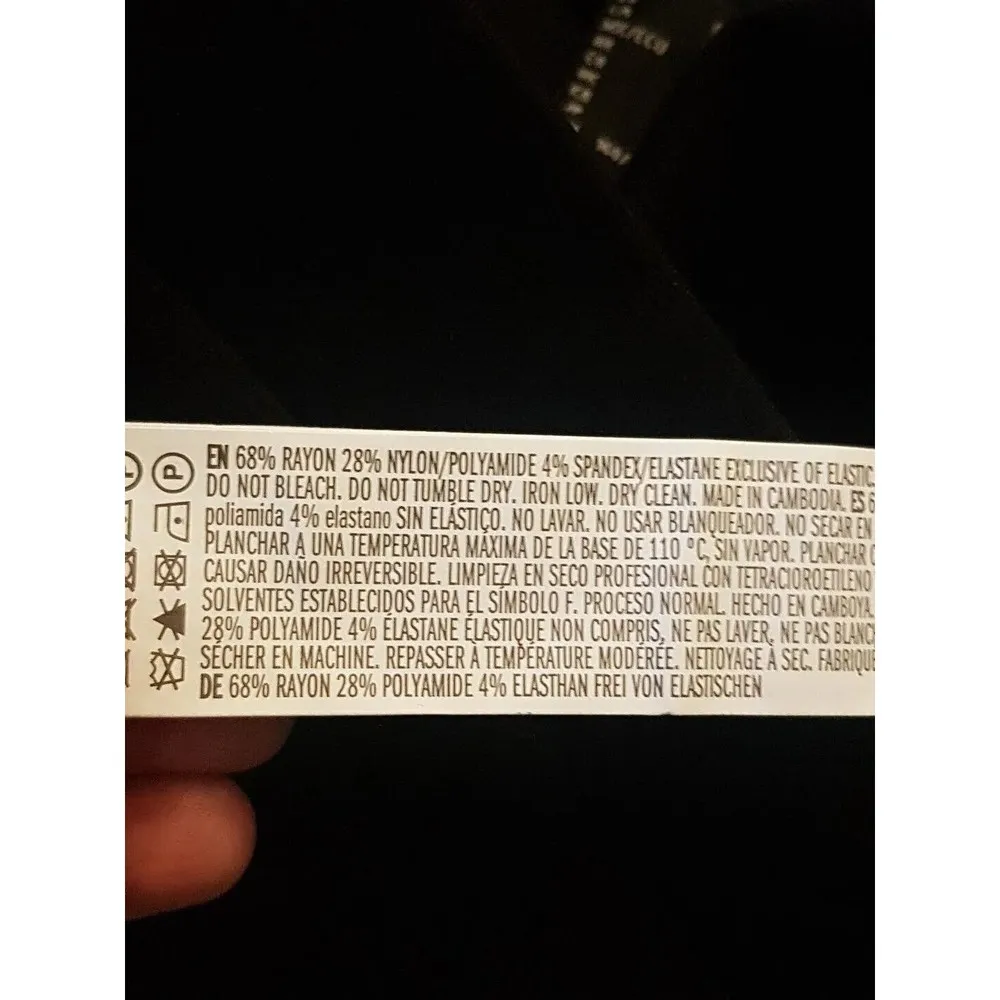 P
EN 68% RAYON 28% NYLON/POLYAMIDE 4% SPANDEX/ELASTANE EXCLUSIVE OF ELASTIC
DO NOT BLEACH. DO NOT TUMBLE DRY. IRON LOW. DRY CLEAN. MADE IN CAMBODIA. ES 6
poliamida 4% elastano SIN ELÁSTIÇO. NO LAVAR. NO USAR BLANQUEADOR. NO SECAR EN
PLANCHAR A UNA TEMPERATURA MÁXIMA DE LA BASE DE 110 °C, SIN VAPOR. PLANCHAR
CAUSAR DAÑO IRREVERSIBLE. LIMPIEZA EN SECO PROFESIONAL CON TETRACIOROETILENO
SOLVENTES ESTABLECIDOS PARA EL SÍMBOLO F. PROCESO NORMAL. HECHO EN CAMBOYA.
28% POLYAMIDE 4% ÉLASTANE ÉLASTIQUE NON COMPRIS, NE PAS LAVER, NE PAS BLANC
SÉCHER EN MACHINE. REPASSER À TEMPÉRATURE MODÉRÉE. NETTOYAGE À SEC. FABRIQUÉ
DE 68% RAYON 28% POLYAMIDE 4% ELASTHAN FREI VON ELASTISCHEN